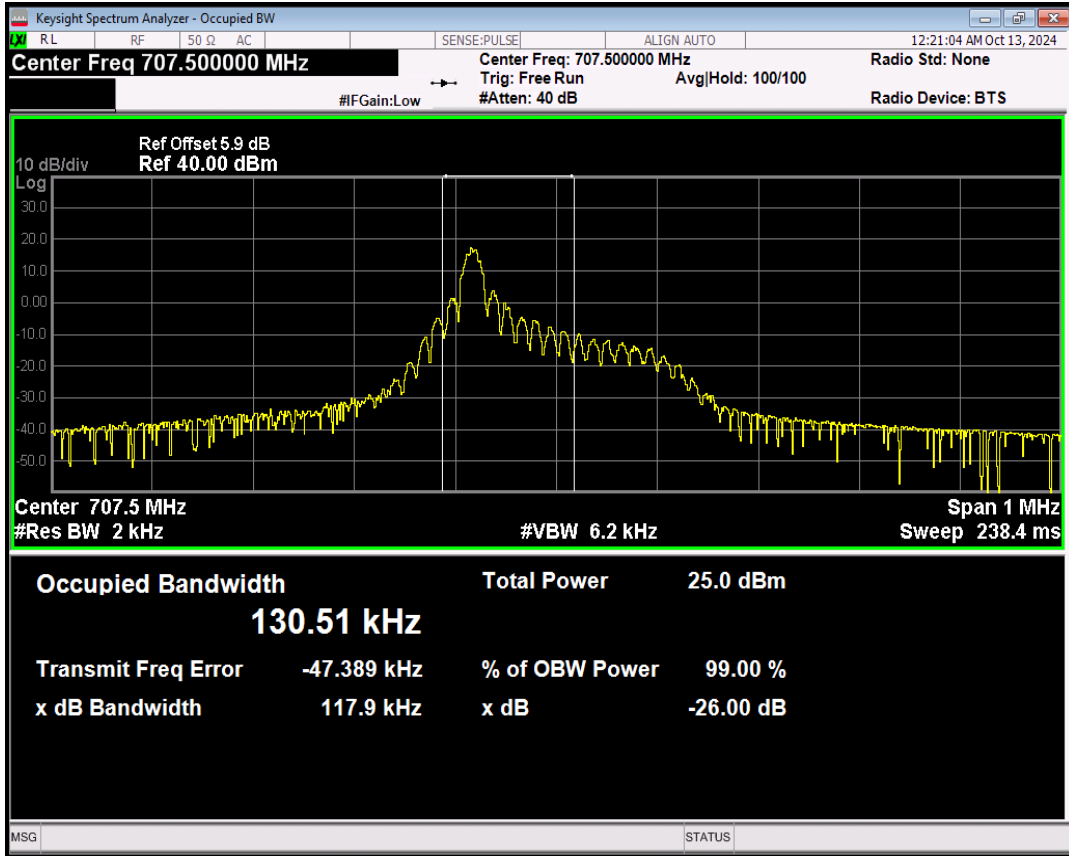 Keysight Spectrum Analyzer - Occupied BW
LXI RL RF 50 Ω AC SENSE:PULSE ALIGN AUTO 12:21:04 AM Oct 13, 2024
Center Freq 707.500000 MHz Center Freq: 707.500000 MHz Radio Std: None
Trig: Free Run Avg|Hold: 100/100
#IFGain:Low #Atten: 40 dB Radio Device: BTS
Ref Offset 5.9 dB
10 dB/div Ref 40.00 dBm
Log
30.0
20.0
10.0
0.00
-10.0
-20.0
-30.0
-40.0
-50.0
Center 707.5 MHz Span 1 MHz
#Res BW 2 kHz #VBW 6.2 kHz Sweep 238.4 ms
Occupied Bandwidth Total Power 25.0 dBm
130.51 kHz
Transmit Freq Error -47.389 kHz % of OBW Power 99.00 %
x dB Bandwidth 117.9 kHz x dB -26.00 dB
MSG STATUS